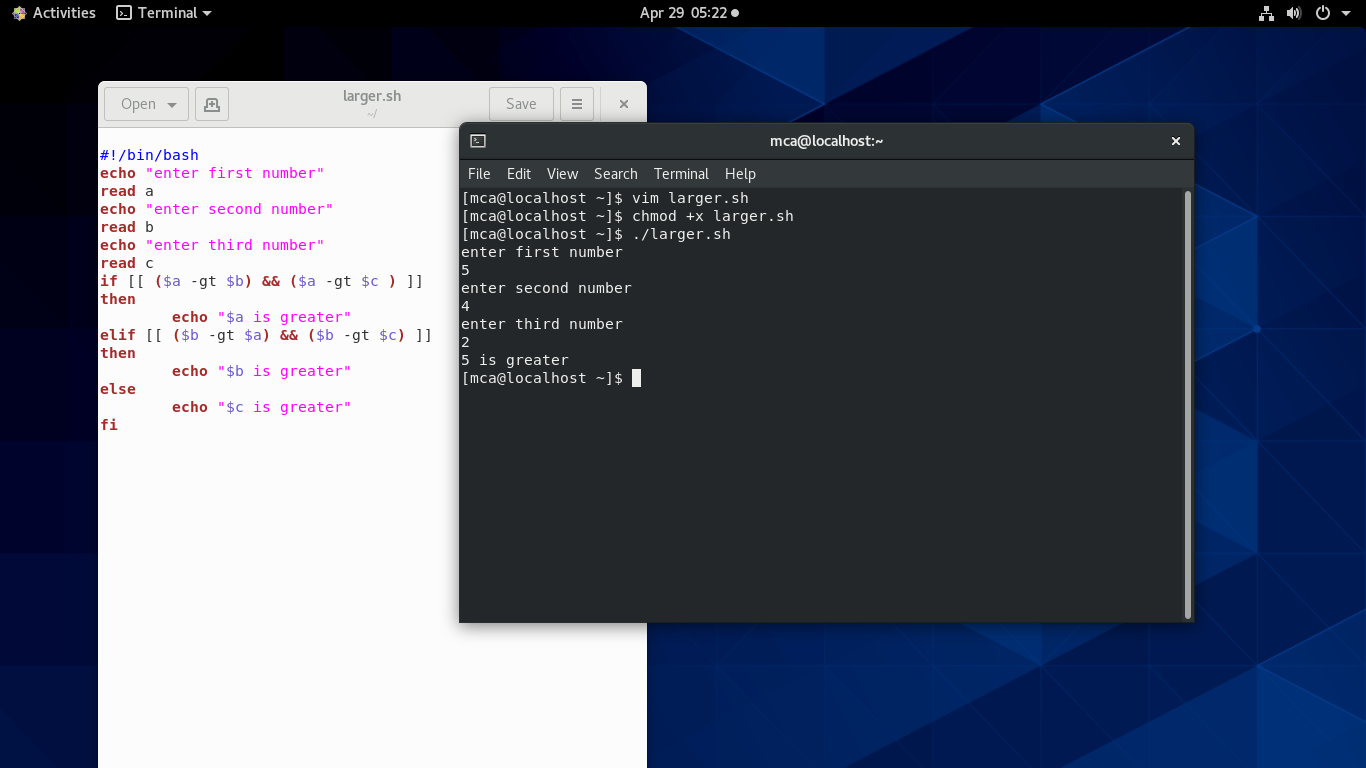 Activities Terminal Apr 29 05:22
Open larger.sh Save
~/
#!/bin/bash
echo "enter first number"
read a
echo "enter second number"
read b
echo "enter third number"
read c
if [[ ($a -gt $b) && ($a -gt $c ) ]]
then
        echo "$a is greater"
elif [[ ($b -gt $a) && ($b -gt $c) ]]
then
        echo "$b is greater"
else
        echo "$c is greater"
fi
mca@localhost:~
File Edit View Search Terminal Help
[mca@localhost ~]$ vim larger.sh
[mca@localhost ~]$ chmod +x larger.sh
[mca@localhost ~]$ ./larger.sh
enter first number
5
enter second number
4
enter third number
2
5 is greater
[mca@localhost ~]$